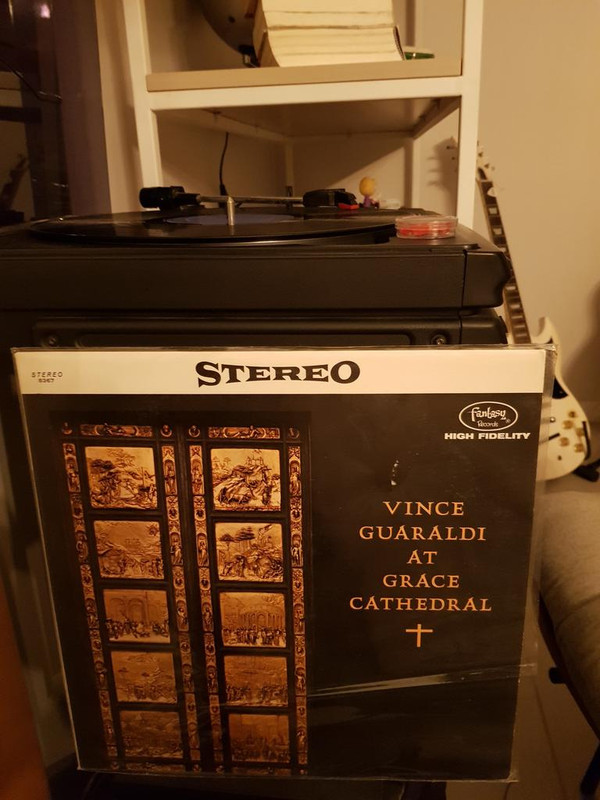 STEREO
8367
STEREO
fantasy
Records
HIGH FIDELITY
VINCE
GUARALDI
AT
GRACE
CATHEDRAL